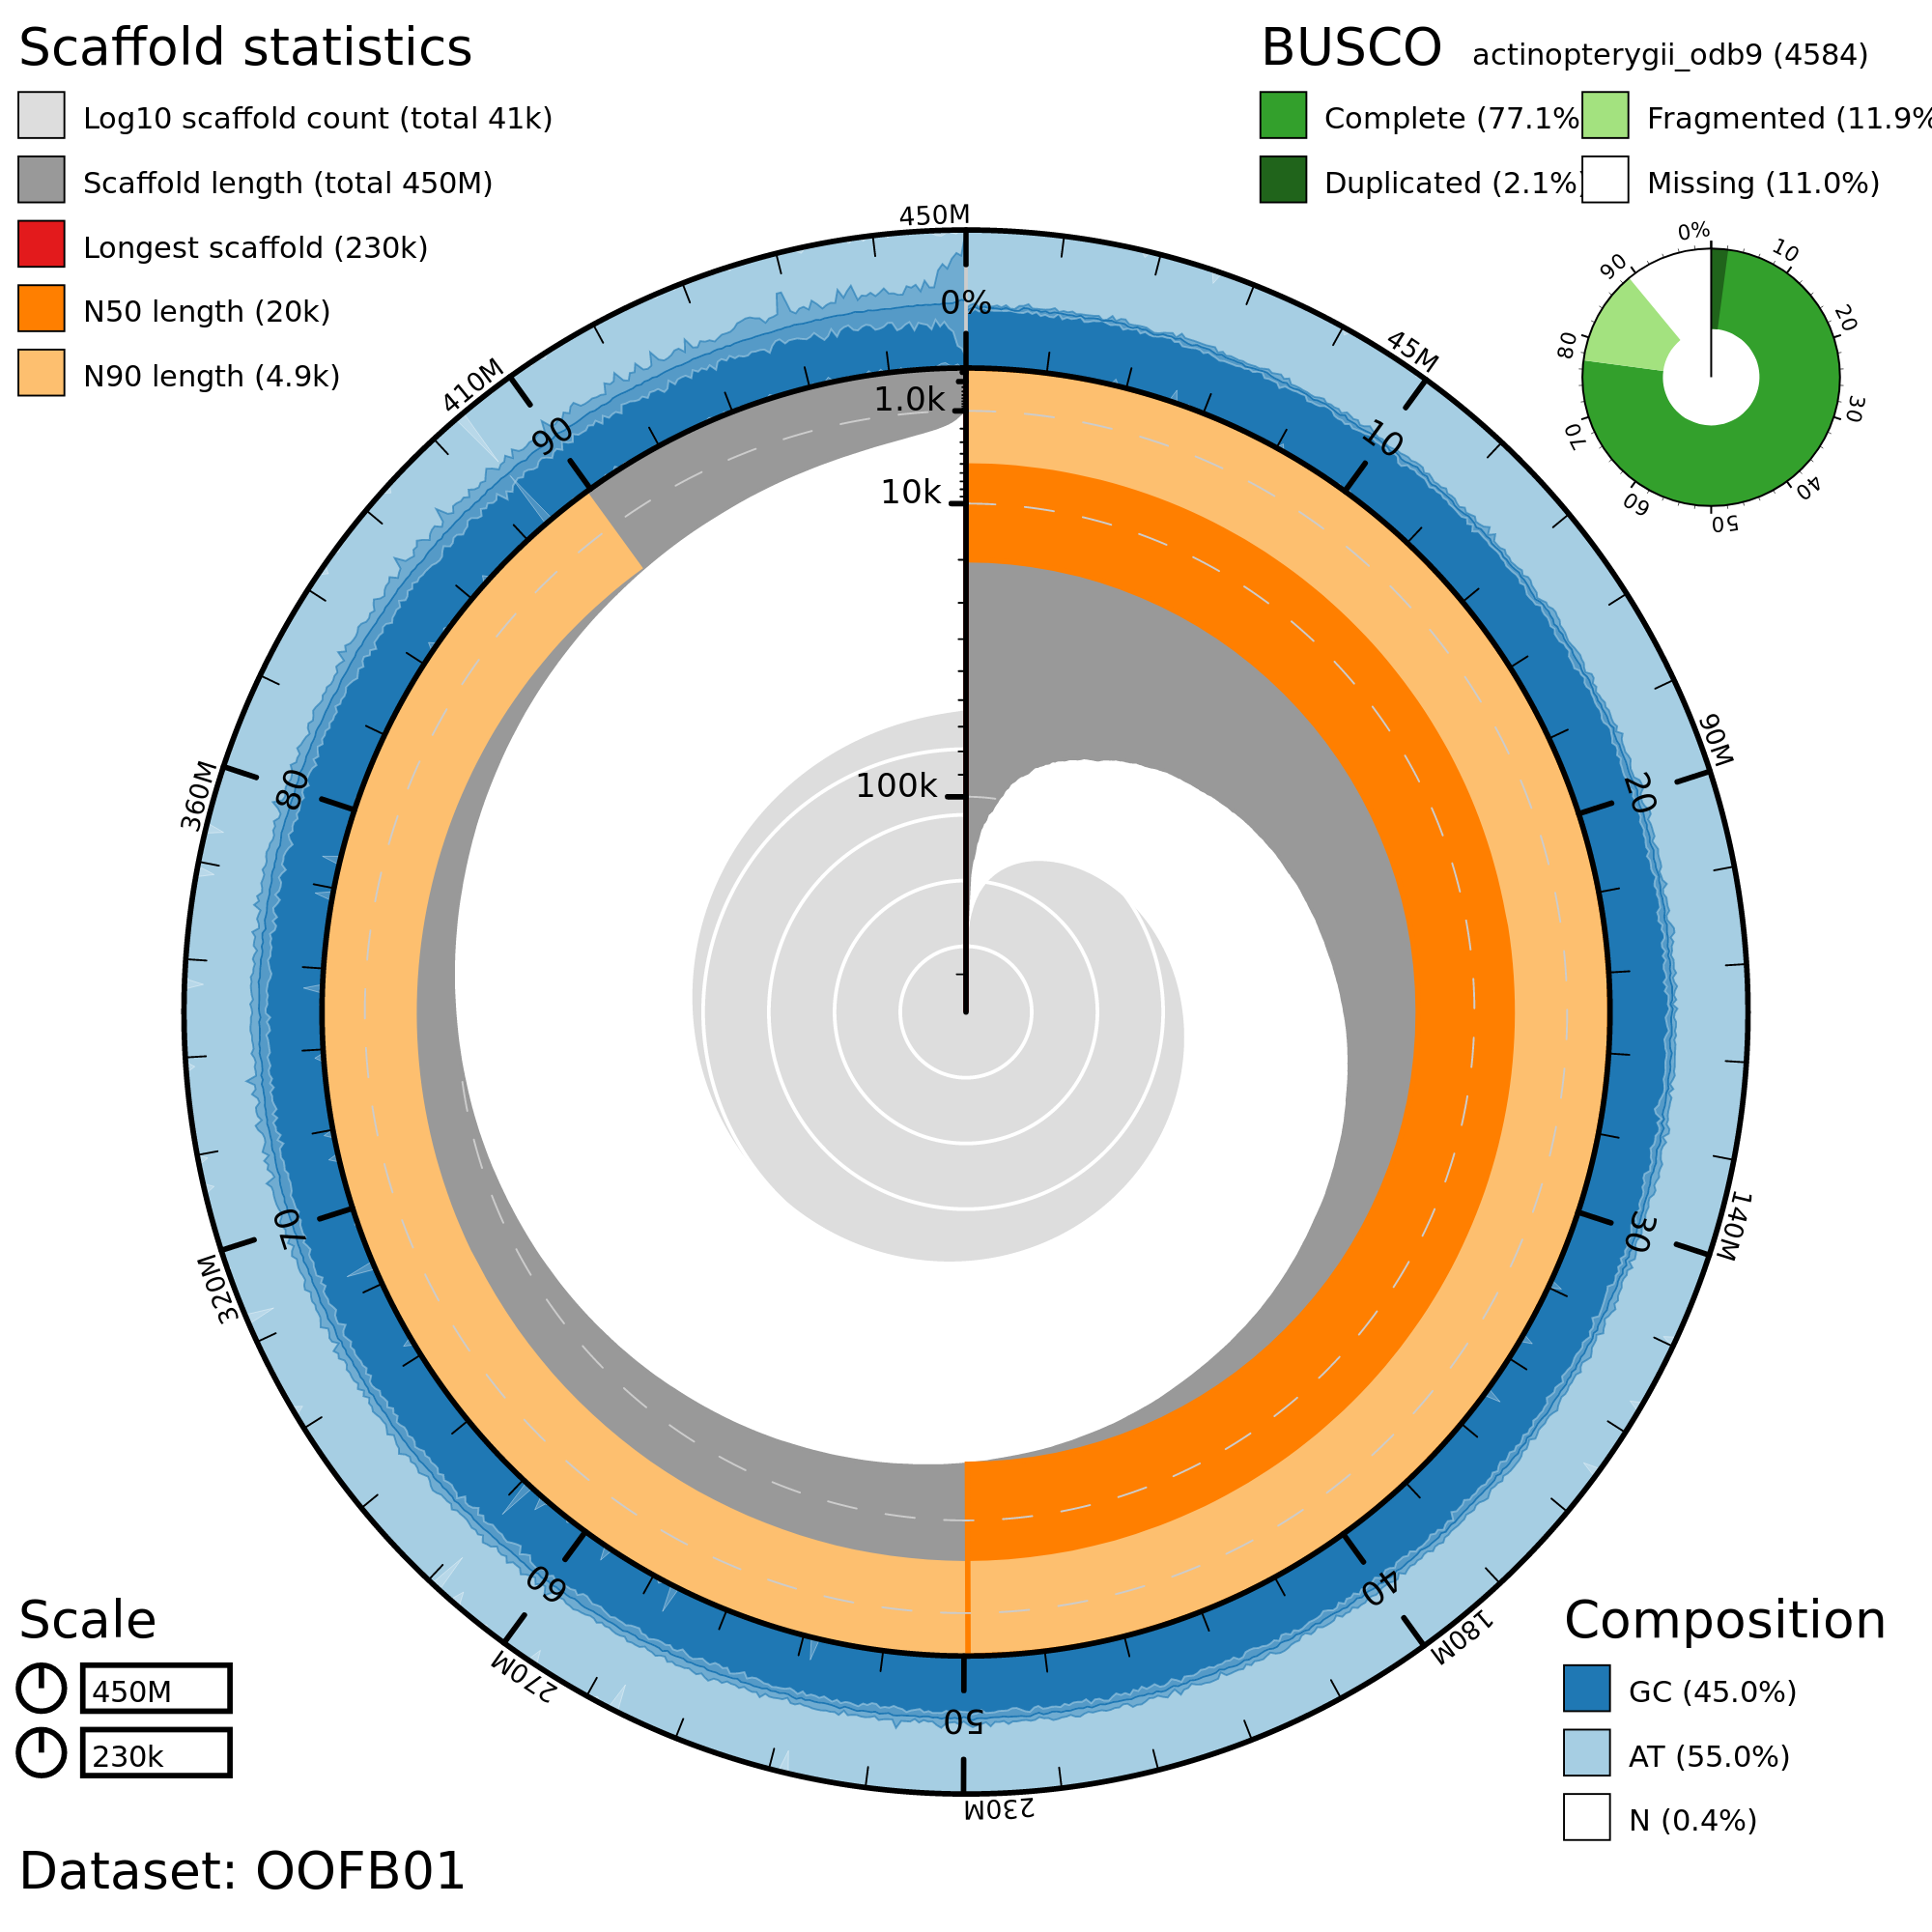 Scaffold statistics
Log10 scaffold count (total 41k)
Scaffold length (total 450M)
Longest scaffold (230k)
N50 length (20k)
N90 length (4.9k)
BUSCO actinopterygii_odb9 (4584)
Complete (77.1%
Fragmented (11.9%
Duplicated (2.1%)
Missing (11.0%)
0%
10
20
30
40
50
60
70
80
90
450M
45M
90M
140M
180M
230M
270M
320M
360M
410M
0%
10
20
30
40
50
60
70
80
90
1.0k
10k
100k
Scale
450M
230k
Composition
GC (45.0%)
AT (55.0%)
N (0.4%)
Dataset: OOFB01